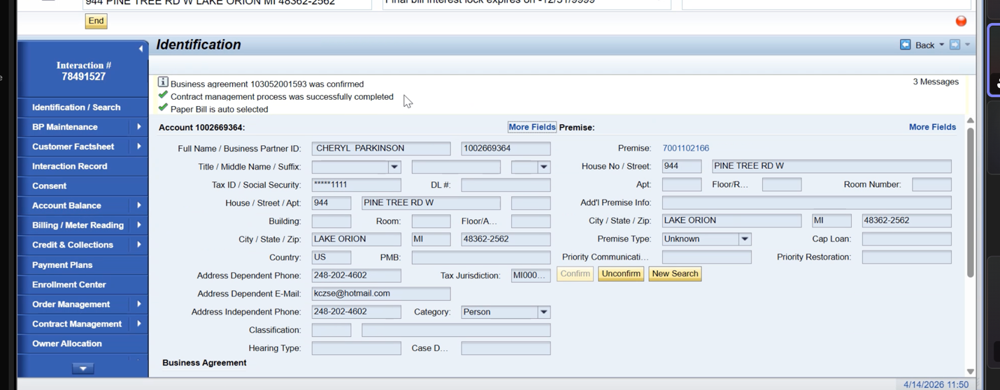 944 PINE TREE RD W LAKE ORION MI 48362-2562
Final bill interest lock expires on -12/31/9999
End
Identification
Back
Interaction #
78491527
Identification / Search
BP Maintenance
Customer Factsheet
Interaction Record
Consent
Account Balance
Billing / Meter Reading
Credit & Collections
Payment Plans
Enrollment Center
Order Management
Contract Management
Owner Allocation
Business agreement 103052001593 was confirmed
3 Messages
Contract management process was successfully completed
Paper Bill is auto selected
Account 1002669364: More Fields
Full Name / Business Partner ID: CHERYL PARKINSON 1002669364
Title / Middle Name / Suffix:
Tax ID / Social Security: *****1111 DL #:
House / Street / Apt: 944 PINE TREE RD W
Building: Room: Floor/A...
City / State / Zip: LAKE ORION MI 48362-2562
Country: US PMB:
Address Dependent Phone: 248-202-4602 Tax Jurisdiction: MI000...
Address Dependent E-Mail: kczse@hotmail.com
Address Independent Phone: 248-202-4602 Category: Person
Classification:
Hearing Type: Case D...
Business Agreement
Premise: More Fields
Premise: 7001102166
House No / Street: 944 PINE TREE RD W
Apt: Floor/R... Room Number:
Add'l Premise Info:
City / State / Zip: LAKE ORION MI 48362-2562
Premise Type: Unknown Cap Loan:
Priority Communicati... Priority Restoration:
Confirm Unconfirm New Search
4/14/2026 11:50